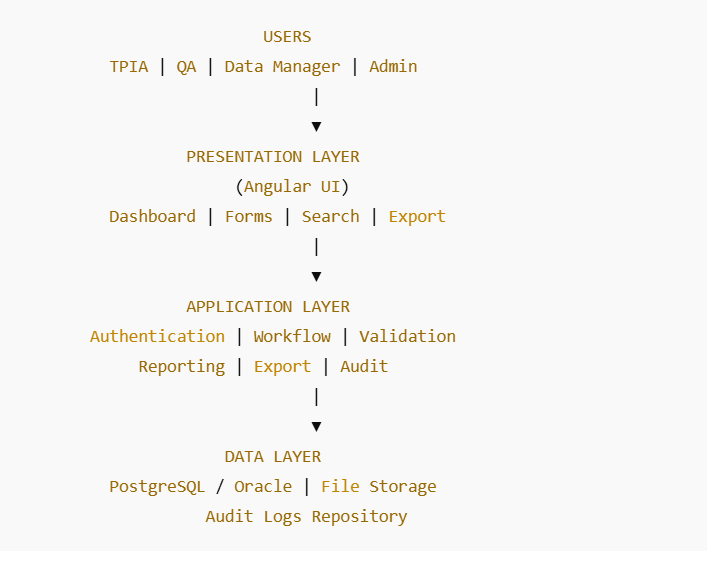 USERS
TPIA | QA | Data Manager | Admin
|
▼
PRESENTATION LAYER
(Angular UI)
Dashboard | Forms | Search | Export
|
▼
APPLICATION LAYER
Authentication | Workflow | Validation
Reporting | Export | Audit
|
▼
DATA LAYER
PostgreSQL / Oracle | File Storage
Audit Logs Repository